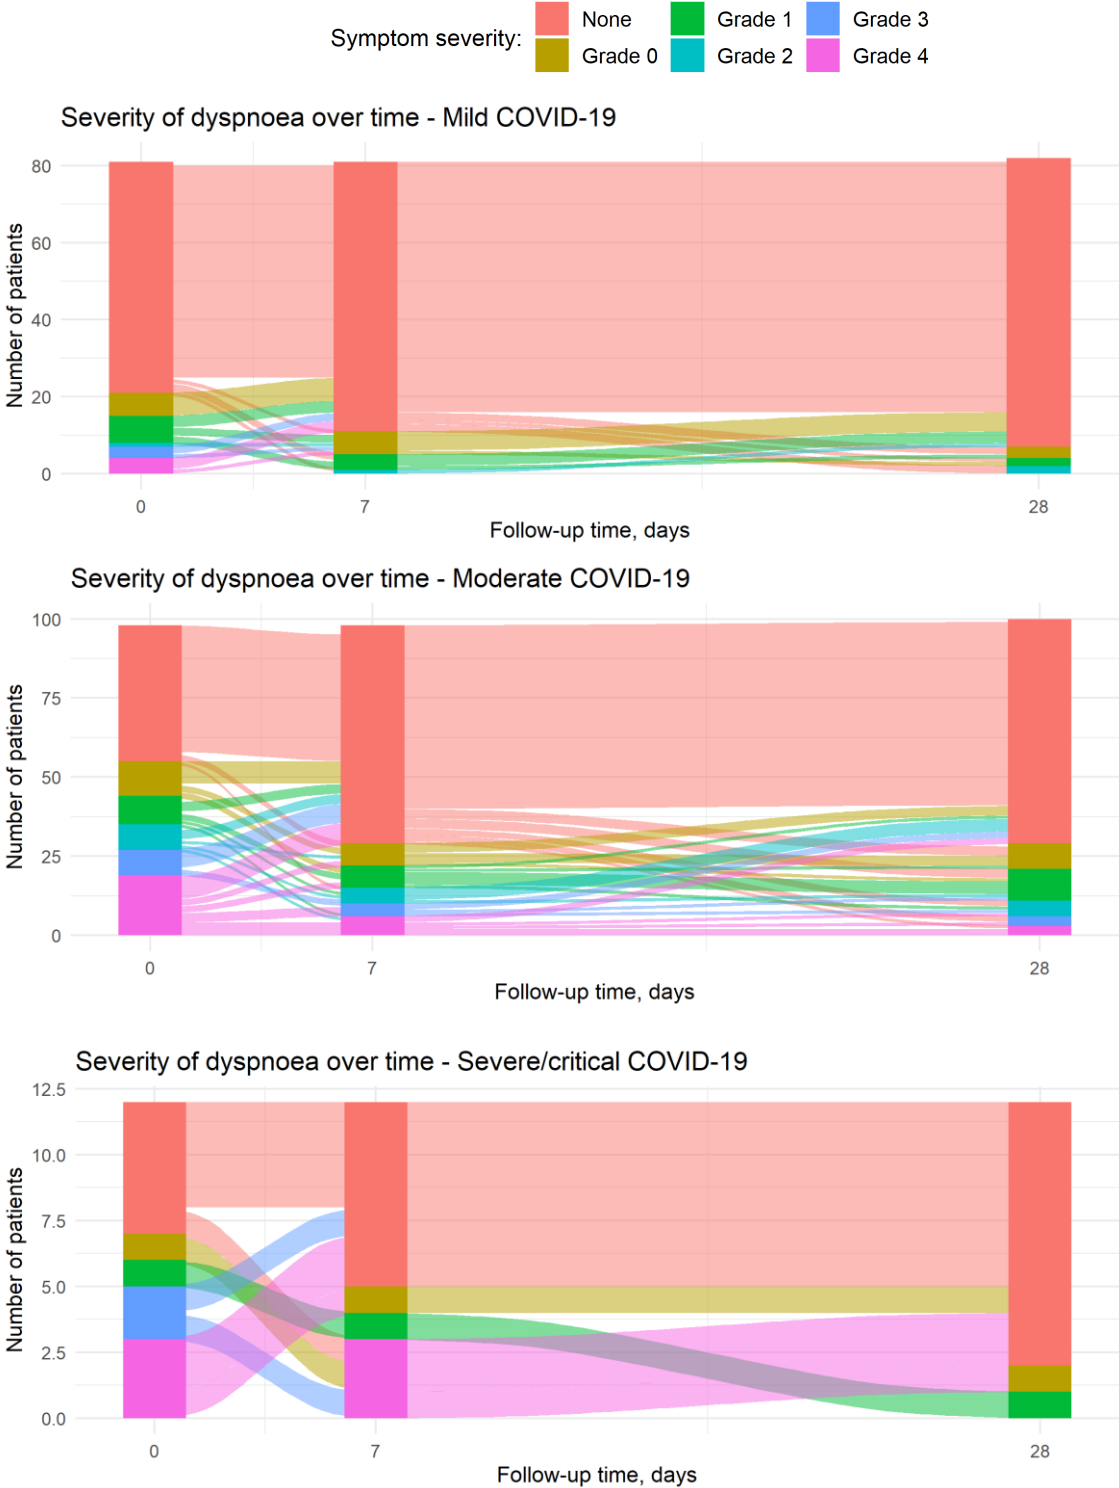 Symptom severity:
None
Grade 0
Grade 1
Grade 2
Grade 3
Grade 4
Severity of dyspnoea over time - Mild COVID-19
Number of patients
80
60
40
20
0
0 7 28
Follow-up time, days
Severity of dyspnoea over time - Moderate COVID-19
Number of patients
100
75
50
25
0
0 7 28
Follow-up time, days
Severity of dyspnoea over time - Severe/critical COVID-19
Number of patients
12.5
10.0
7.5
5.0
2.5
0.0
0 7 28
Follow-up time, days